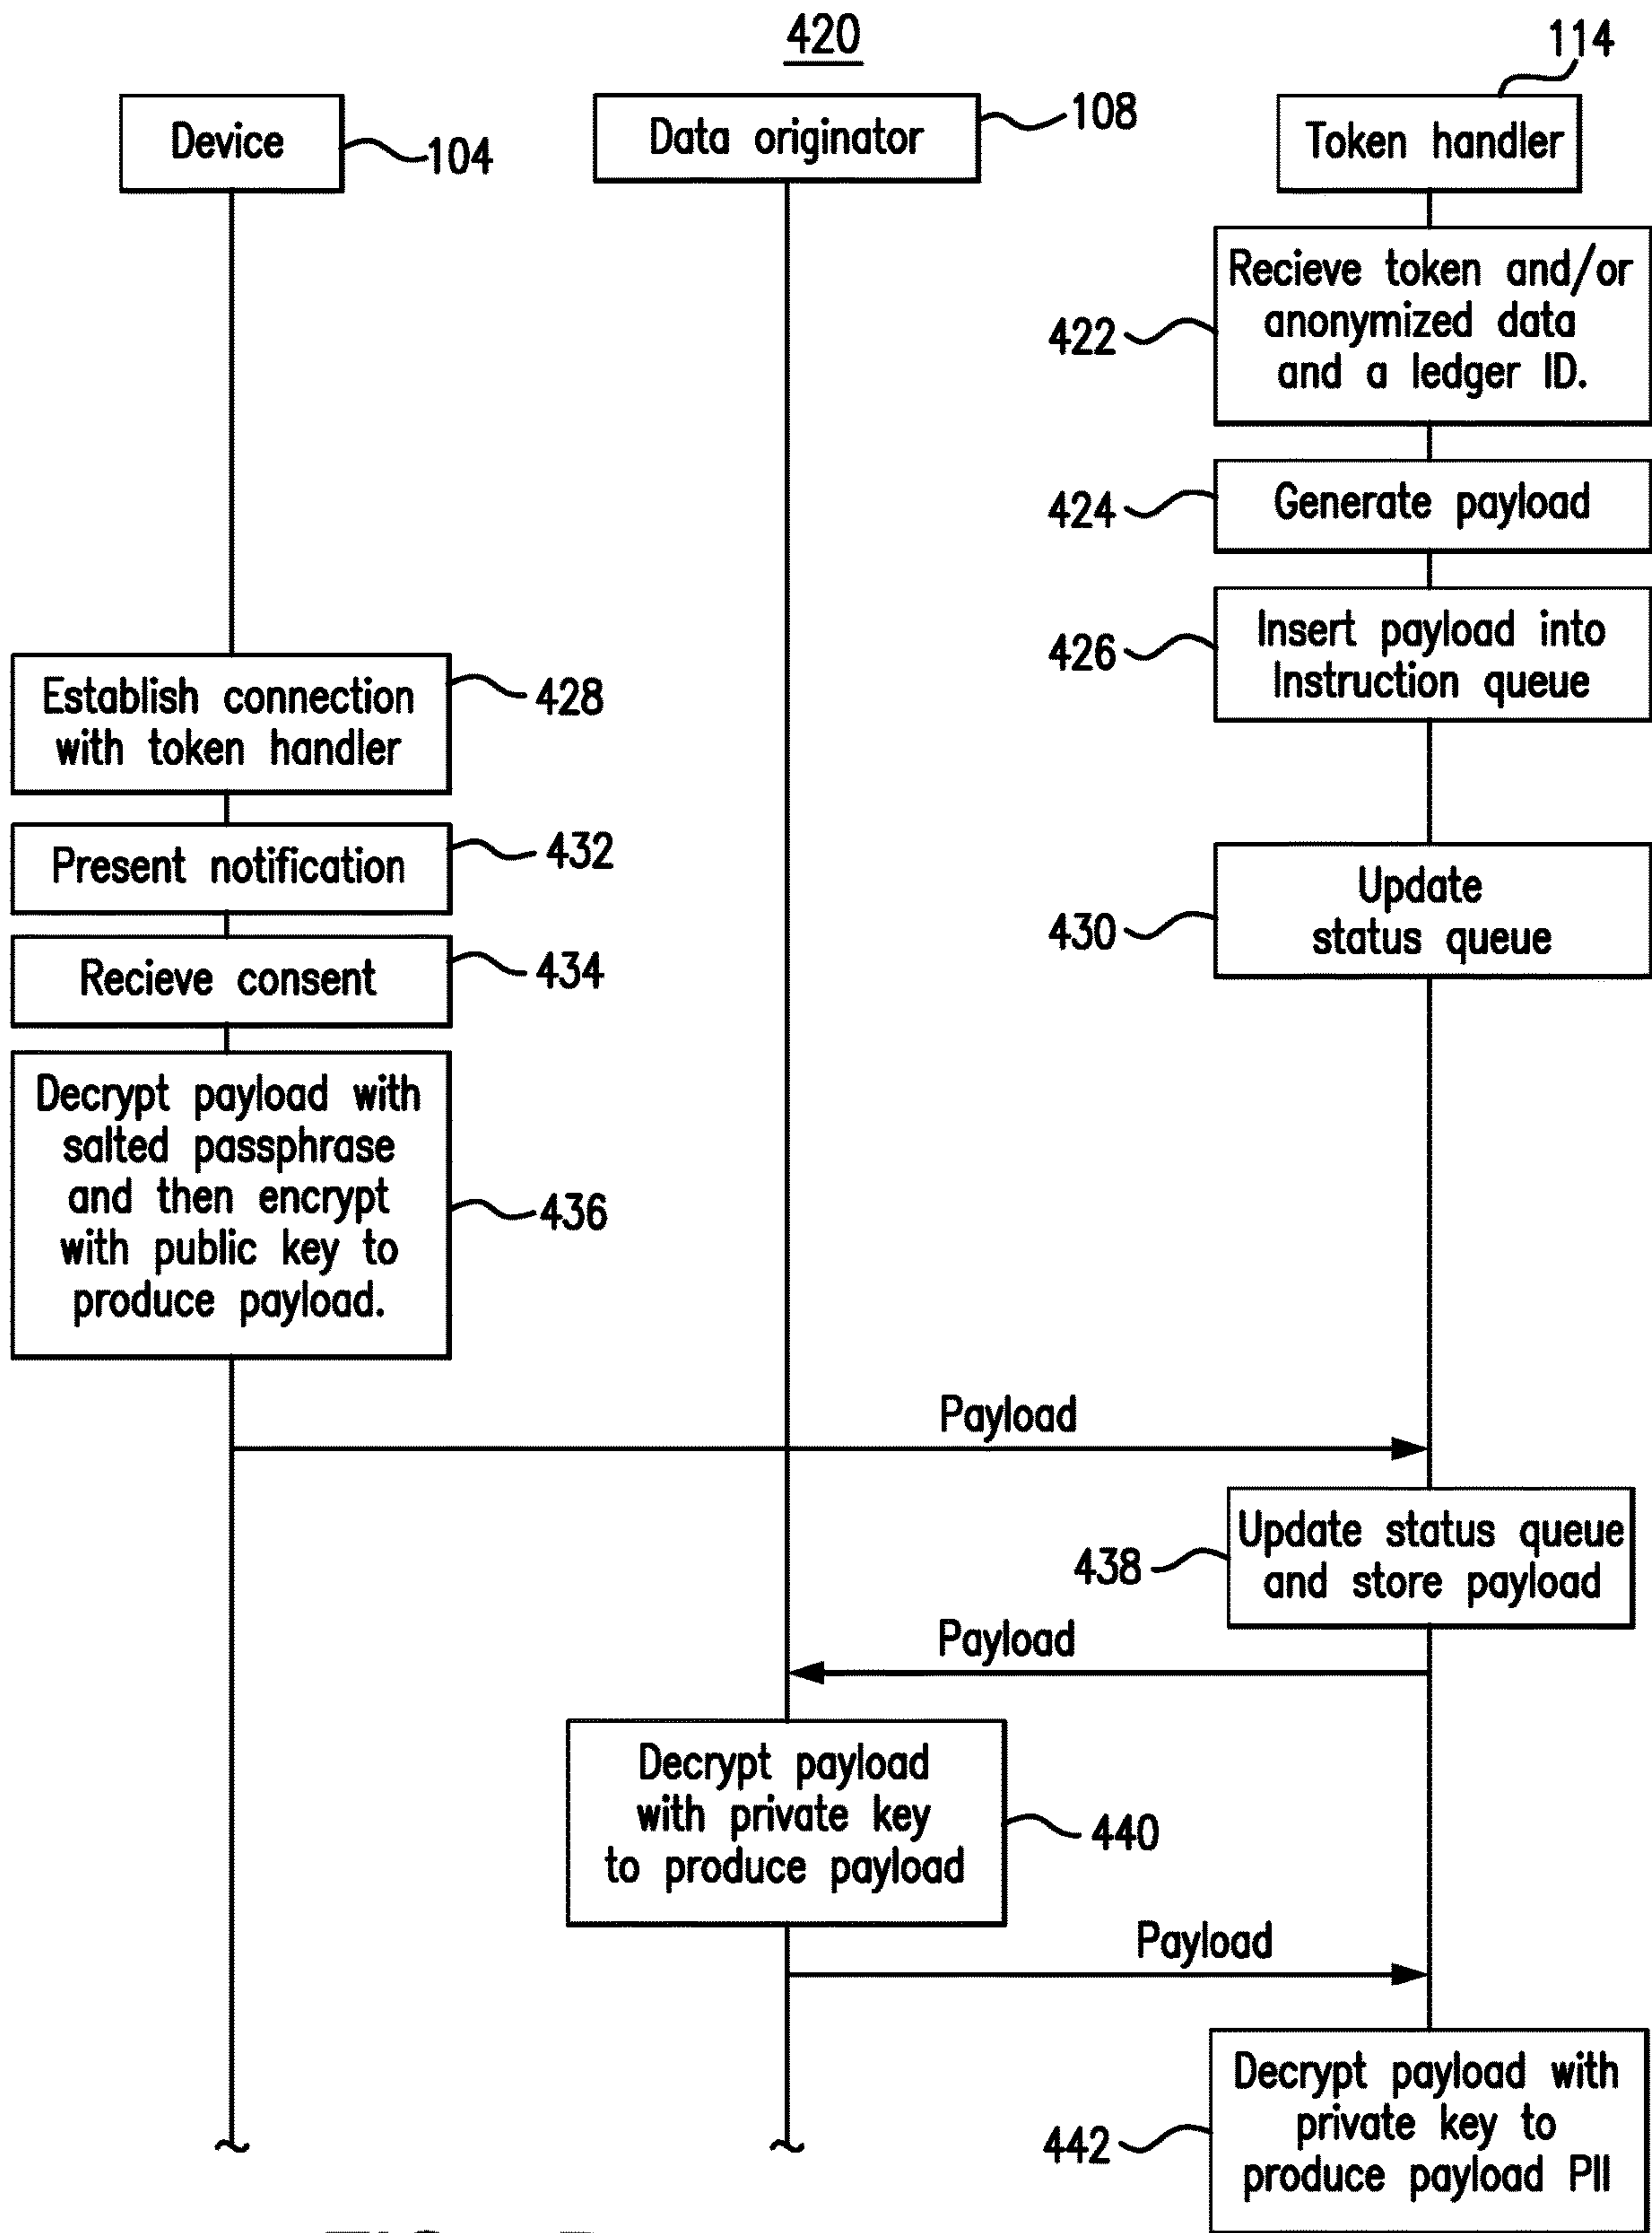 420
114
Device
104
Data originator
108
Token handler
Recieve token and/or
anonymized data
and a ledger ID.
422
Generate payload
424
Insert payload into
Instruction queue
426
Establish connection
with token handler
428
Present notification
432
Update
status queue
430
Recieve consent
434
Decrypt payload with
salted passphrase
and then encrypt
with public key to
produce payload.
436
Payload
Update status queue
and store payload
438
Payload
Decrypt payload
with private key
to produce payload
440
Payload
Decrypt payload with
private key to
produce payload PII
442